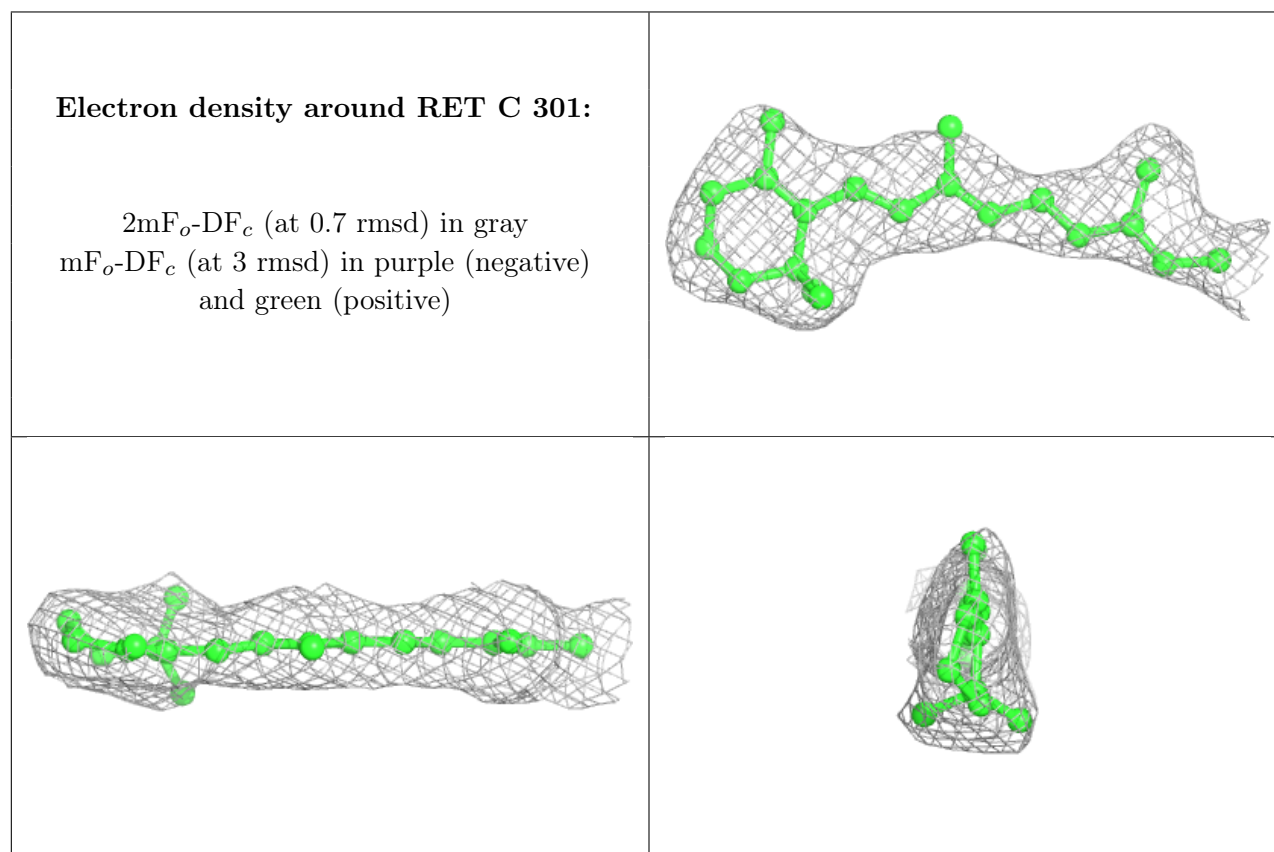 Electron density around RET C 301:
2mFo-DFc (at 0.7 rmsd) in gray
mFo-DFc (at 3 rmsd) in purple (negative)
and green (positive)